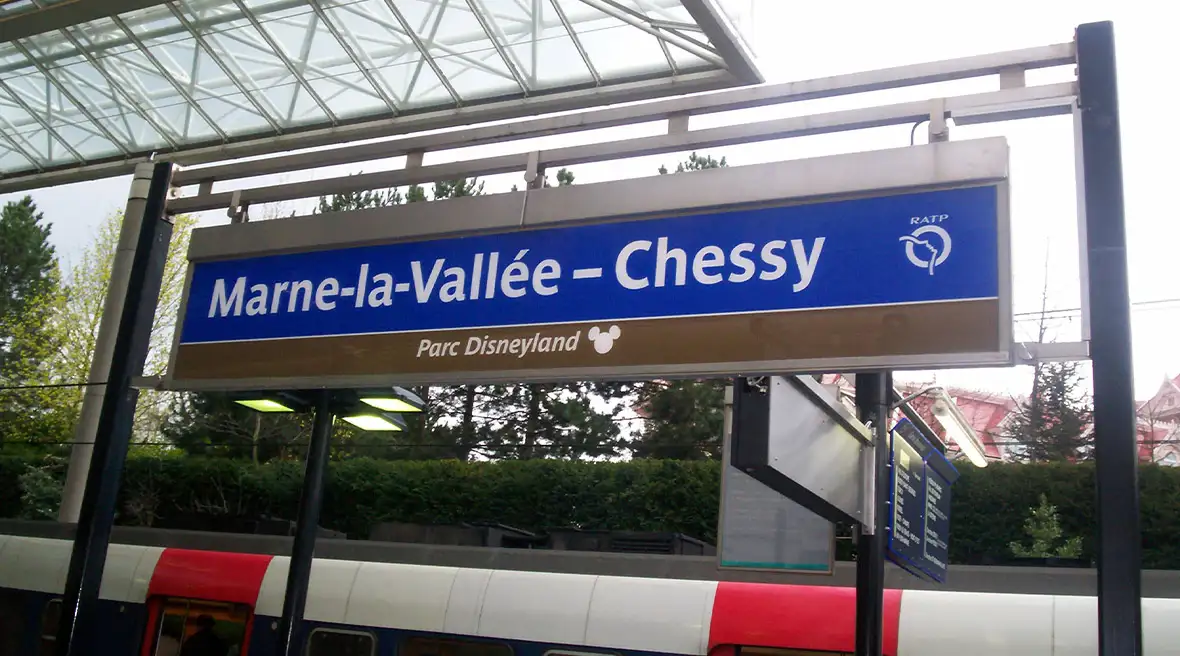 RATP
Marne-la-Vallée – Chessy
Parc Disneyland